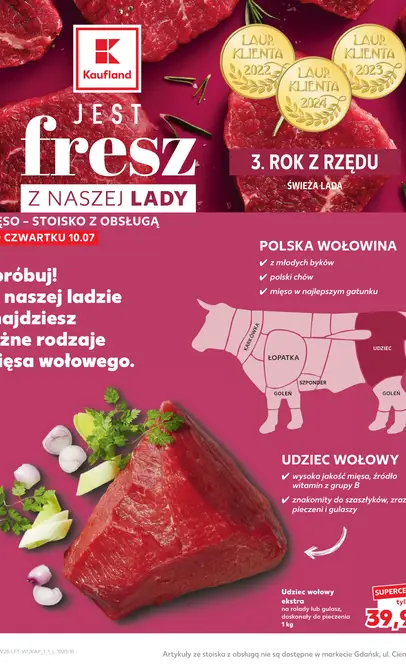 Kaufland
LAUR
KLIENTA
2022
LAUR
KLIENTA
2023
LAUR
KLIENTA
2024
JEST
fresz
Z NASZEJ LADY
3. ROK Z RZĘDU
ŚWIEŻA LADA
ĘSO – STOISKO Z OBSŁUGĄ
CZWARTKU 10.07
próbuj!
naszej ladzie
najdziesz
żne rodzaje
ięsa wołowego.
POLSKA WOŁOWINA
✔ z młodych byków
✔ polski chów
✔ mięso w najlepszym gatunku
KARKÓWKA
ŁOPATKA
SZPONDER
UDZIEC
GOLEŃ
GOLEŃ
UDZIEC WOŁOWY
✔ wysoka jakość mięsa, źródło
witamin z grupy B
✔ znakomity do szaszłyków, zraz
pieczeni i gulaszy
Udziec wołowy
ekstra
na rolady lub gulasz,
doskonały do pieczenia
1 kg
SUPERCE
tyl
39,9
Artykuły ze stoiska z obsługą nie są dostępne w markecie Gdańsk, ul. Cien